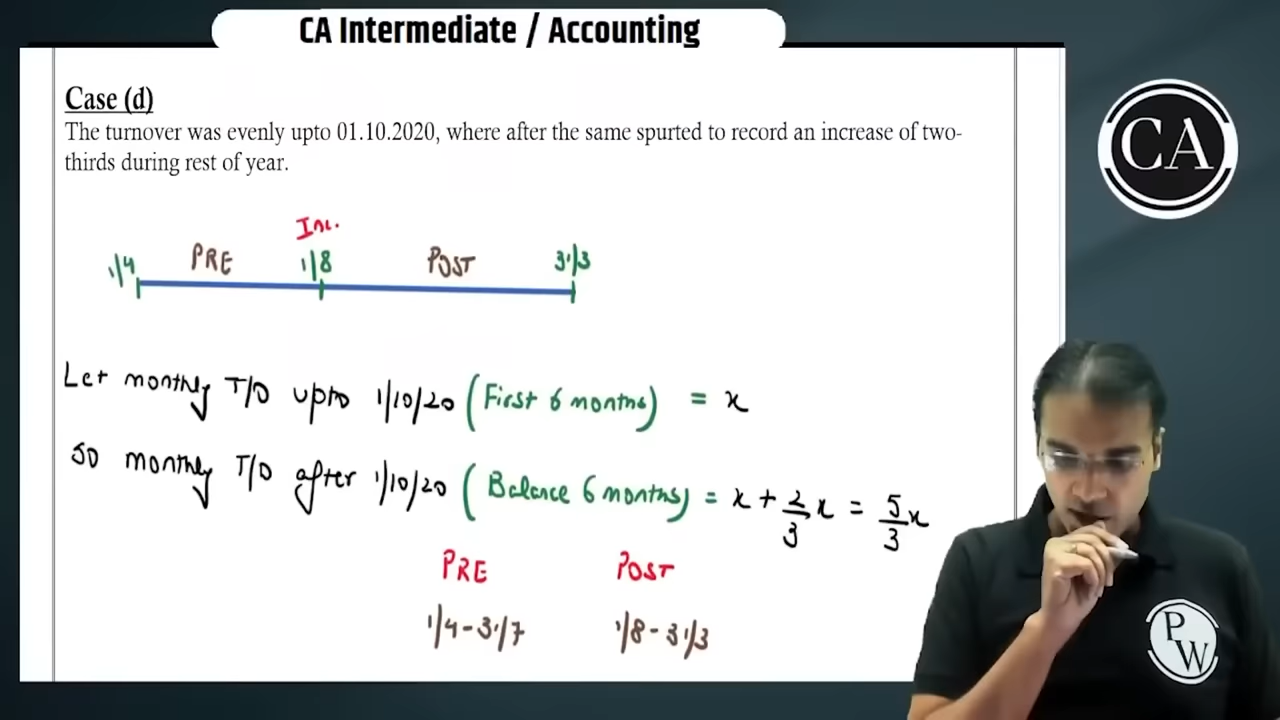 CA Intermediate / Accounting
CA
Case (d)
The turnover was evenly upto 01.10.2020, where after the same spurted to record an increase of two-
thirds during rest of year.
Inc.
1/4 PRE 1/8 POST 31/3
Let monthly T/O upto 1/10/20 (First 6 months) = x
So monthly T/O after 1/10/20 (Balance 6 months) = x + 2/3 x = 5/3 x
PRE POST
1/4-31/7 1/8-31/3
PW